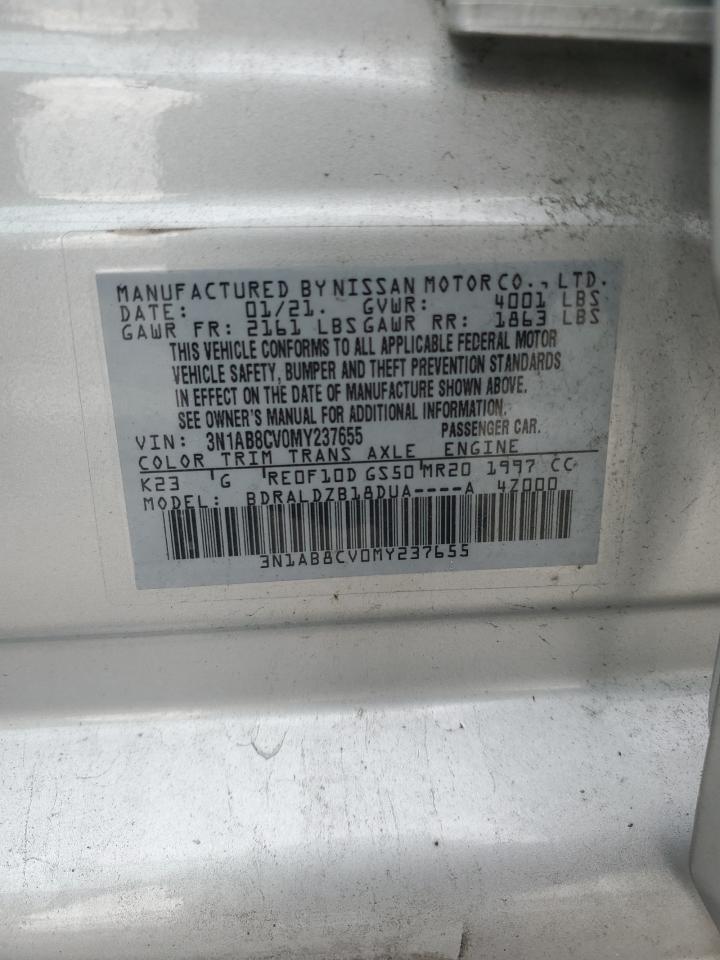 MANUFACTURED BY NISSAN MOTOR CO., LTD.
DATE: 01/21. GVWR: 4001 LBS
GAWR FR: 2161 LBS GAWR RR: 1863 LBS
THIS VEHICLE CONFORMS TO ALL APPLICABLE FEDERAL MOTOR
VEHICLE SAFETY, BUMPER AND THEFT PREVENTION STANDARDS
IN EFFECT ON THE DATE OF MANUFACTURE SHOWN ABOVE.
SEE OWNER'S MANUAL FOR ADDITIONAL INFORMATION.
VIN: 3N1AB8CV0MY237655 PASSENGER CAR.
COLOR TRIM TRANS AXLE ENGINE
K23 G RE0F10D GS50 MR20 1997 CC
MODEL: BDRALDZB18DUA----A 4Z000
3N1AB8CV0MY237655